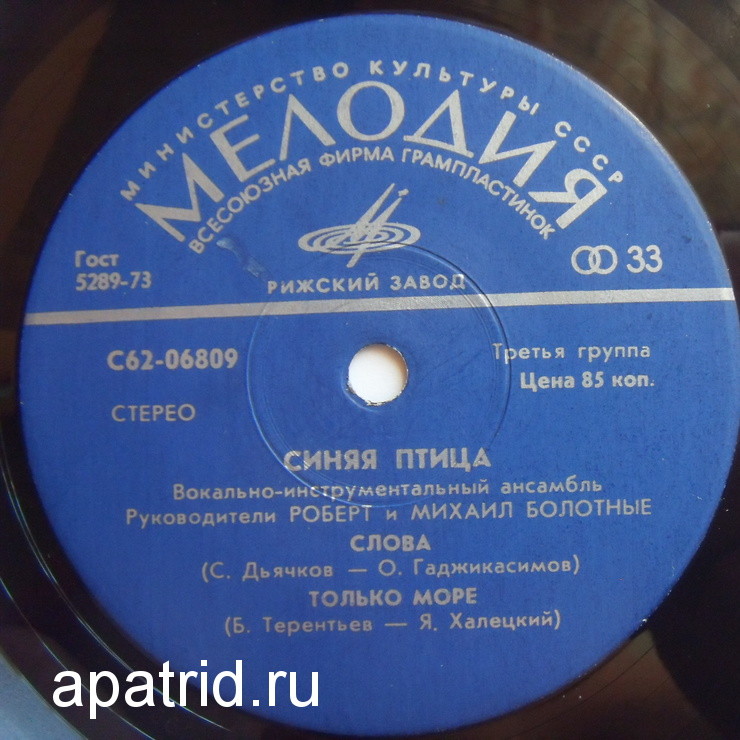 МИНИСТЕРСТВО КУЛЬТУРЫ СССР
МЕЛОДИЯ
ВСЕСОЮЗНАЯ ФИРМА ГРАМПЛАСТИНОК
Гост
5289-73
РИЖСКИЙ ЗАВОД
33
С62-06809
Третья группа
Цена 85 коп.
СТЕРЕО
СИНЯЯ ПТИЦА
Вокально-инструментальный ансамбль
Руководители РОБЕРТ и МИХАИЛ БОЛОТНЫЕ
СЛОВА
(С. Дьячков — О. Гаджикасимов)
ТОЛЬКО МОРЕ
(Б. Терентьев — Я. Халецкий)
apatrid.ru